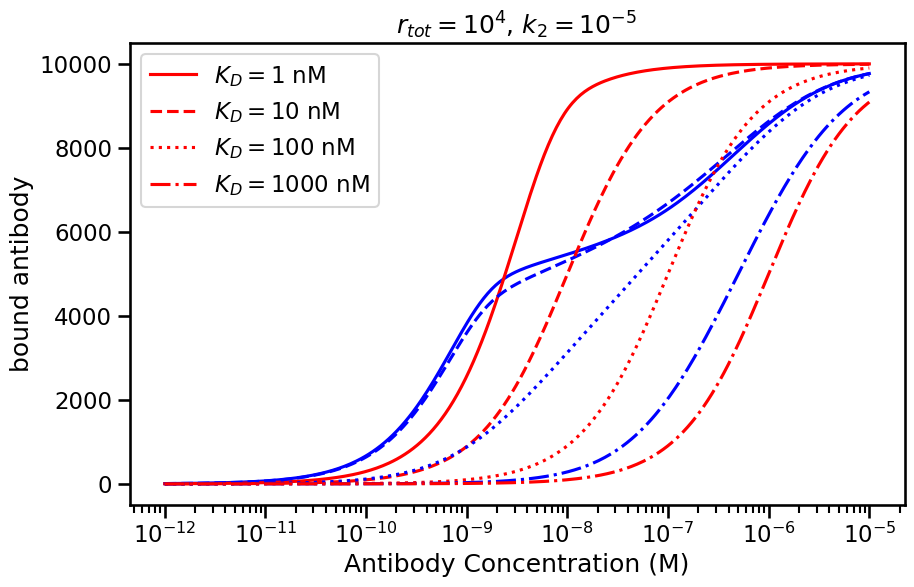 r_{tot} = 10^4, k_2 = 10^{-5}
K_D = 1 nM
K_D = 10 nM
K_D = 100 nM
K_D = 1000 nM
bound antibody
10000
8000
6000
4000
2000
0
10^{-12} 10^{-11} 10^{-10} 10^{-9} 10^{-8} 10^{-7} 10^{-6} 10^{-5}
Antibody Concentration (M)